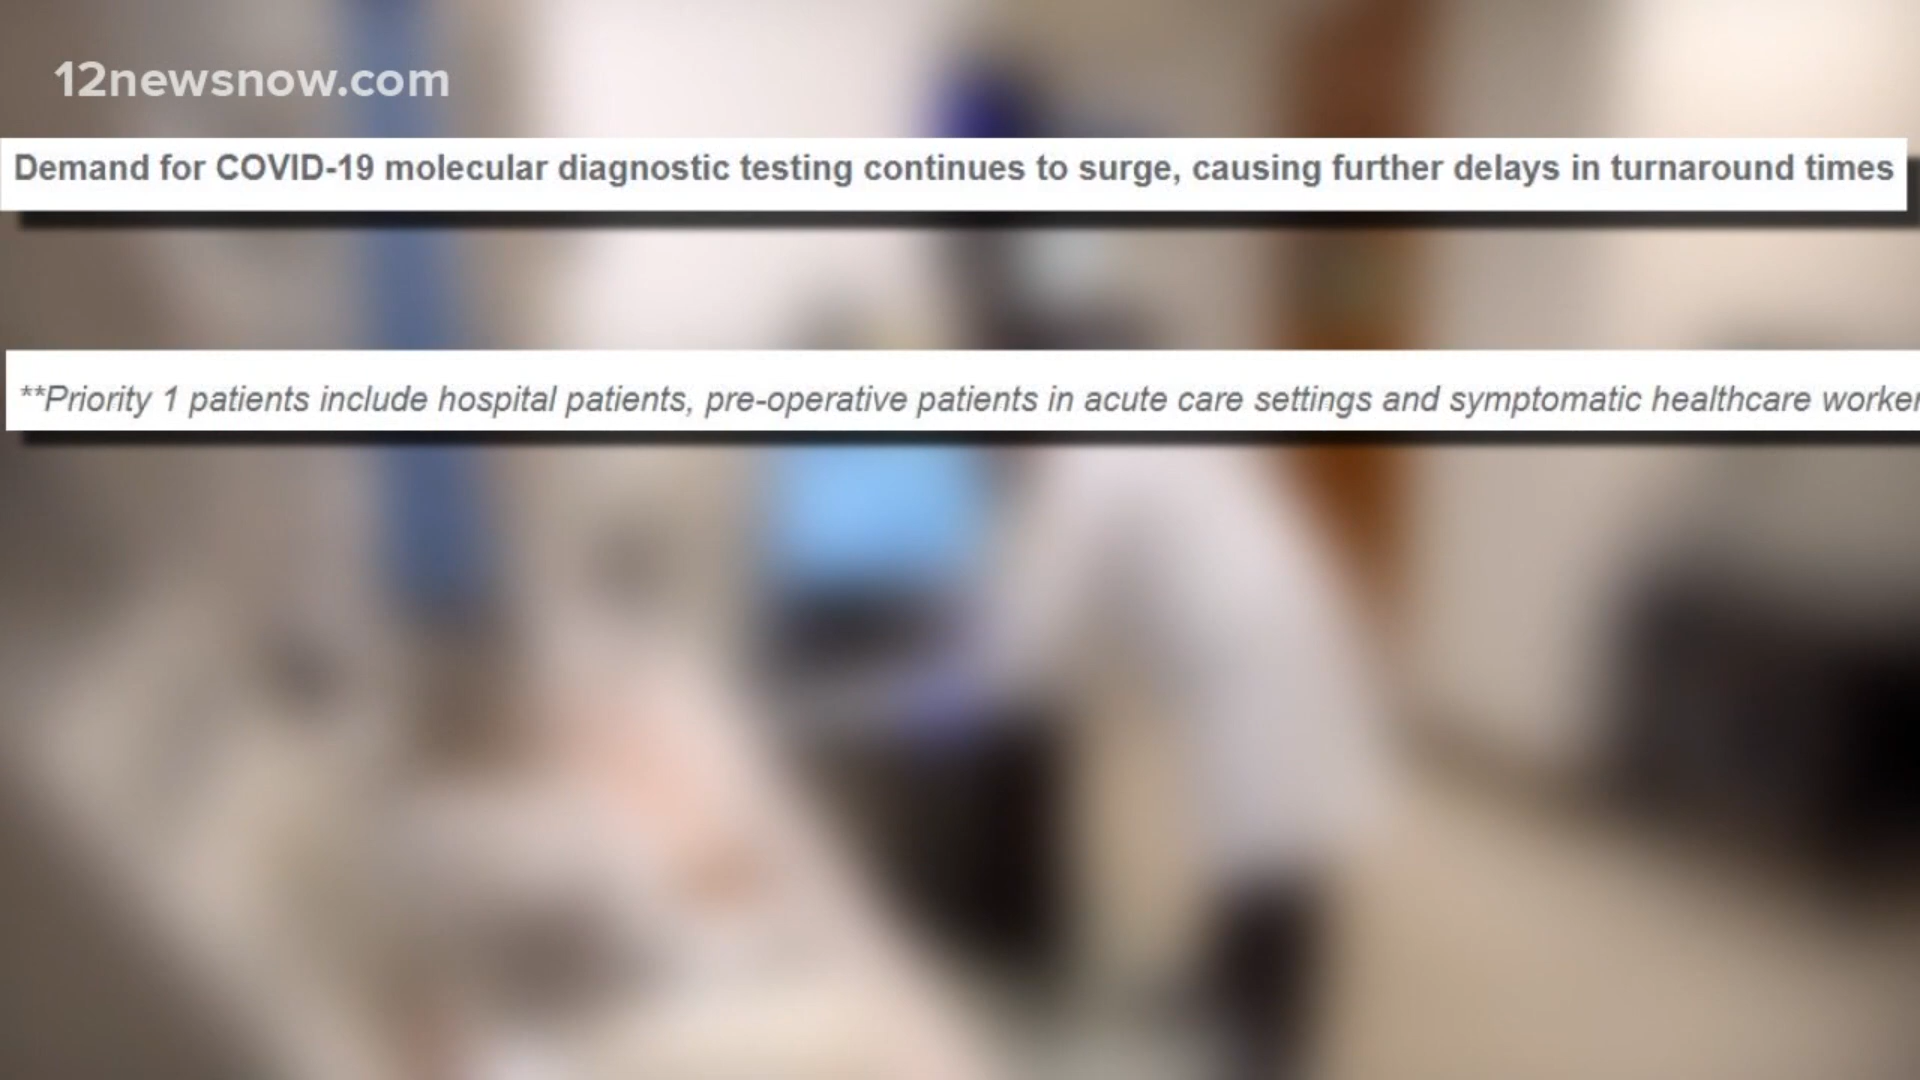 12newsnow.com
Demand for COVID-19 molecular diagnostic testing continues to surge, causing further delays in turnaround times
**Priority 1 patients include hospital patients, pre-operative patients in acute care settings and symptomatic healthcare worker